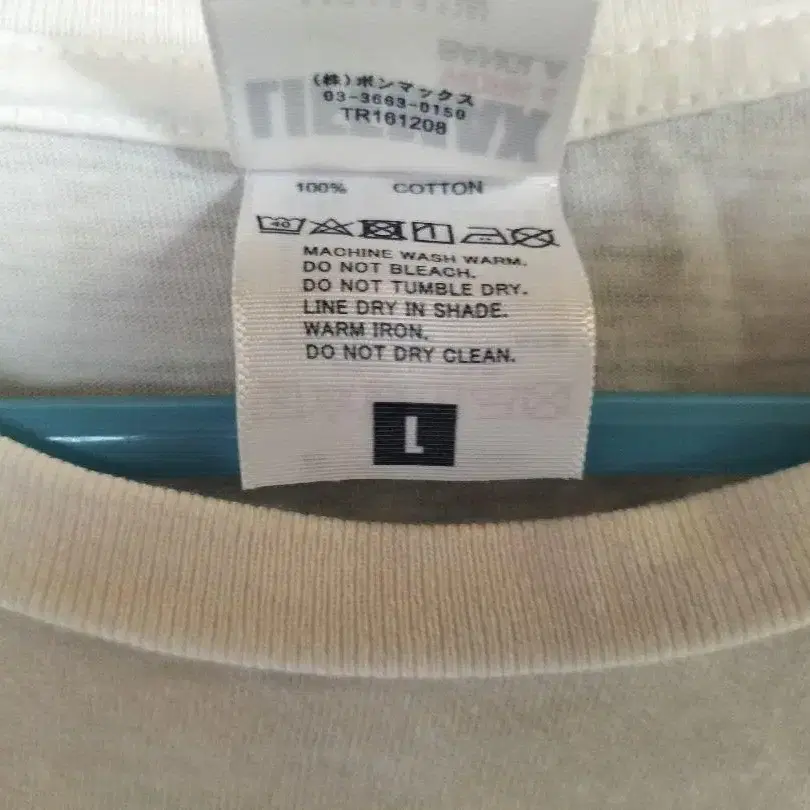 (株)ボンマックス
03-3663-0150
TR161208
100% COTTON
40
MACHINE WASH WARM.
DO NOT BLEACH.
DO NOT TUMBLE DRY.
LINE DRY IN SHADE.
WARM IRON.
DO NOT DRY CLEAN.
L